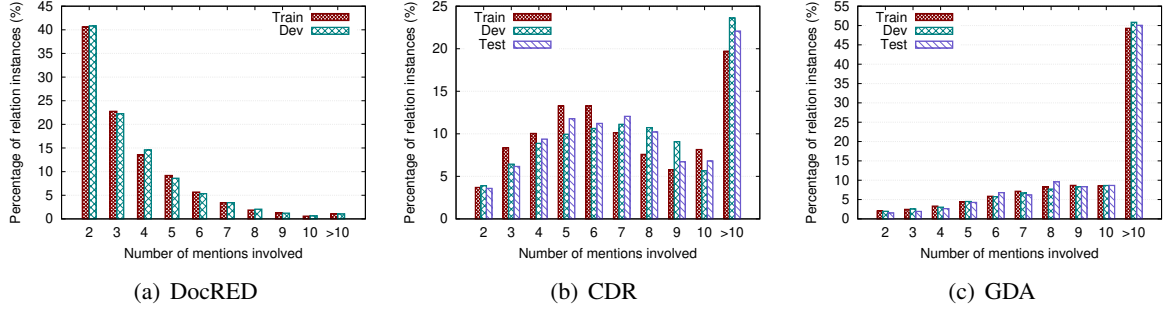 Percentage of relation instances (%)
45
40
35
30
25
20
15
10
5
0
Train
Dev
2 3 4 5 6 7 8 9 10 >10
Number of mentions involved
(a) DocRED
Percentage of relation instances (%)
25
20
15
10
5
0
Train
Dev
Test
2 3 4 5 6 7 8 9 10 >10
Number of mentions involved
(b) CDR
Percentage of relation instances (%)
55
50
45
40
35
30
25
20
15
10
5
0
Train
Dev
Test
2 3 4 5 6 7 8 9 10 >10
Number of mentions involved
(c) GDA